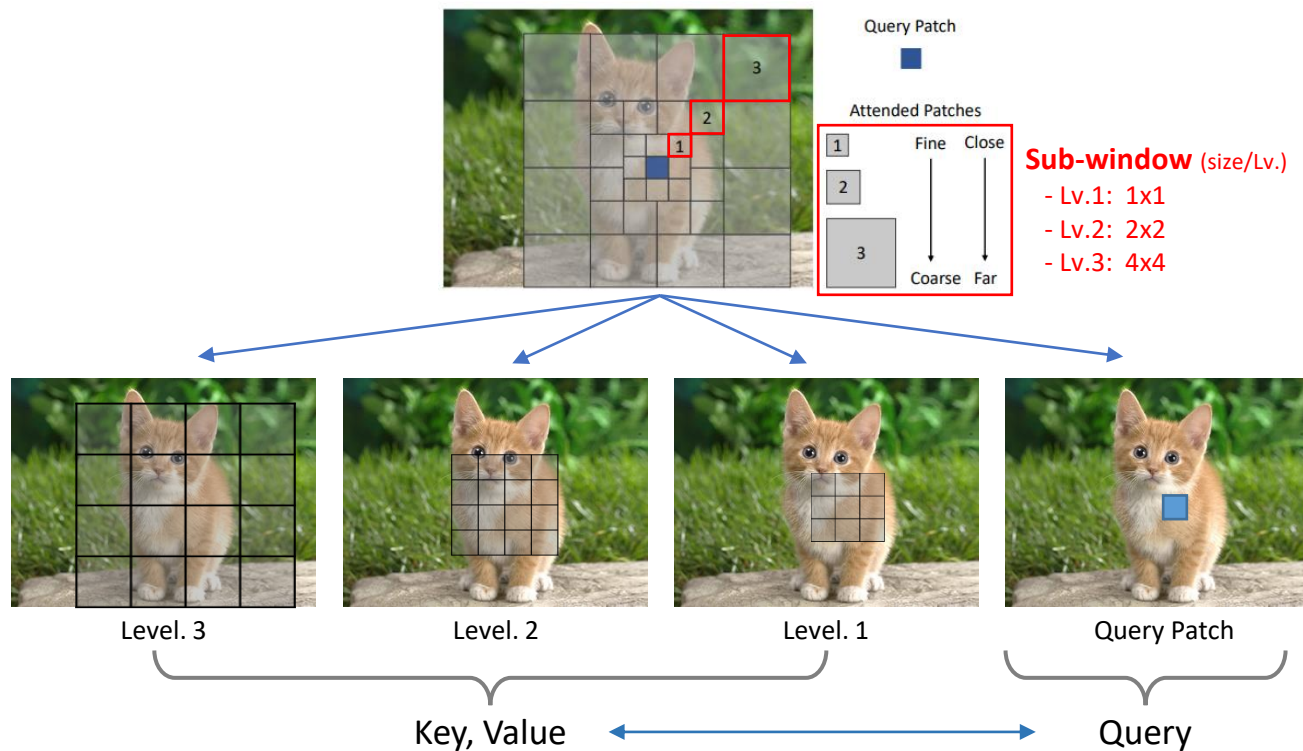 Query Patch
Attended Patches
3
2
1
1
2
3
Fine Close
Coarse Far
Sub-window (size/Lv.)
- Lv.1: 1x1
- Lv.2: 2x2
- Lv.3: 4x4
Level. 3
Level. 2
Level. 1
Query Patch
Key, Value
Query